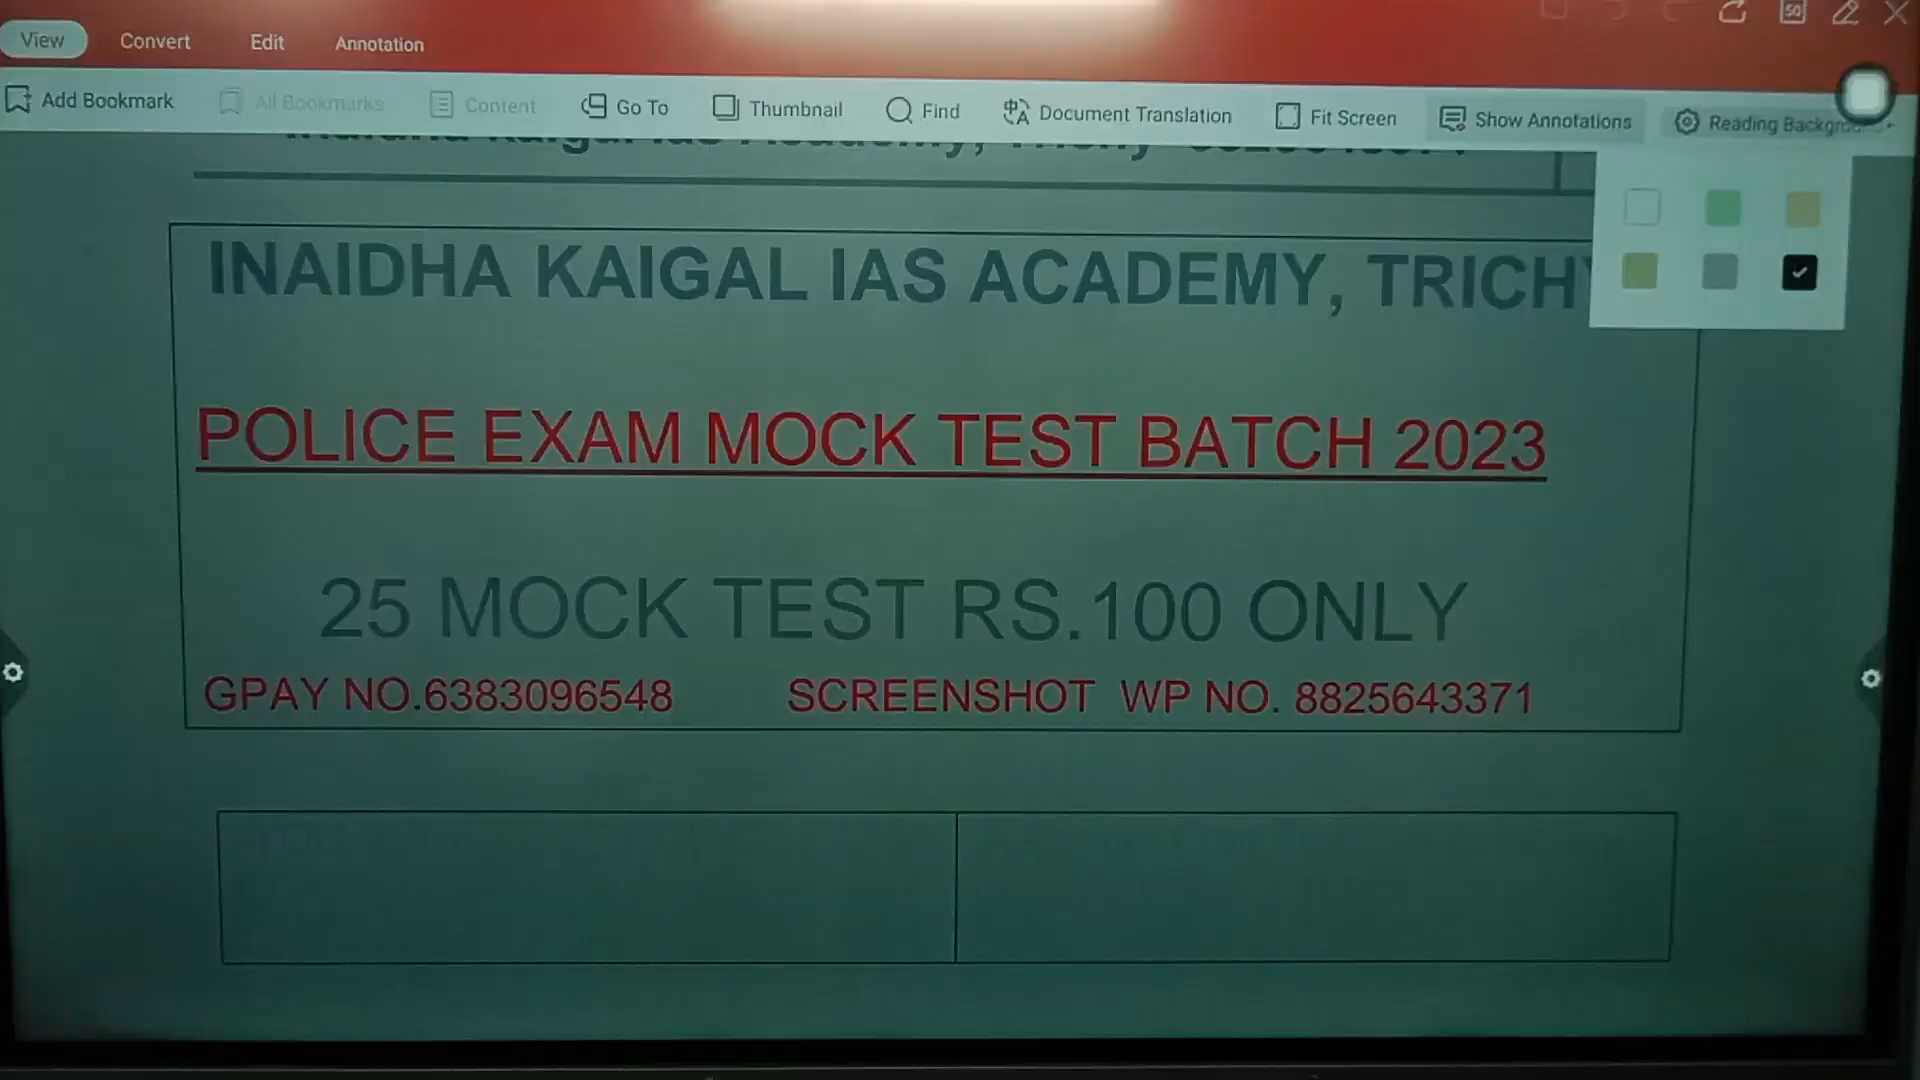 View Convert Edit Annotation
Add Bookmark All Bookmarks Content Go To Thumbnail Find Document Translation Fit Screen Show Annotations Reading
INAIDHA KAIGAL IAS ACADEMY, TRICHY
POLICE EXAM MOCK TEST BATCH 2023
25 MOCK TEST RS.100 ONLY
GPAY NO.6383096548 SCREENSHOT WP NO. 8825643371